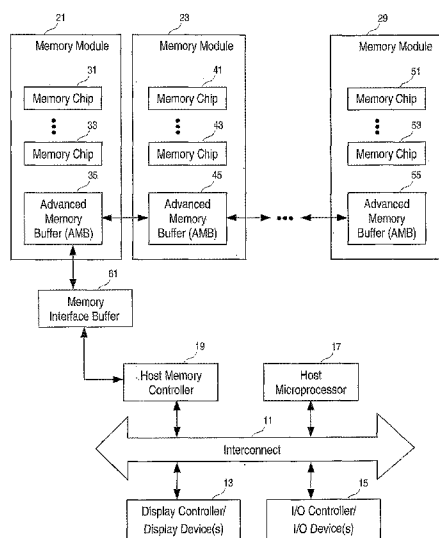 21
23
29
Memory Module
Memory Module
Memory Module
31
41
51
Memory Chip
Memory Chip
Memory Chip
33
43
53
Memory Chip
Memory Chip
Memory Chip
35
45
55
Advanced
Memory
Buffer (AMB)
Advanced
Memory
Buffer (AMB)
Advanced
Memory
Buffer (AMB)
61
Memory
Interface Buffer
19
17
Host Memory
Controller
Host
Microprocessor
11
Interconnect
13
15
Display Controller/
Display Device(s)
I/O Controller/
I/O Device(s)